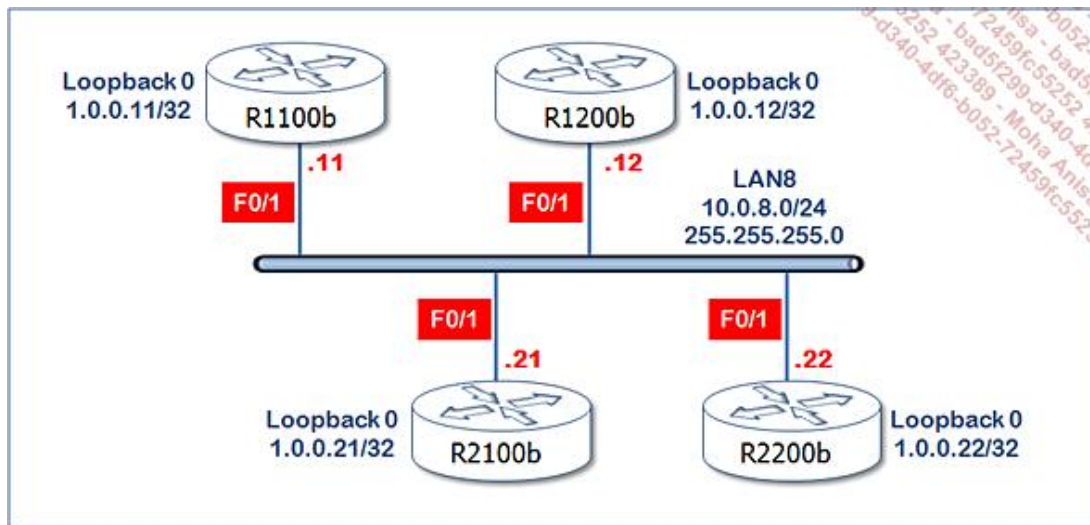 Loopback 0
1.0.0.11/32
R1100b
R1200b
Loopback 0
1.0.0.12/32
.11
.12
F0/1
F0/1
LAN8
10.0.8.0/24
255.255.255.0
F0/1
F0/1
.21
.22
Loopback 0
1.0.0.21/32
R2100b
R2200b
Loopback 0
1.0.0.22/32